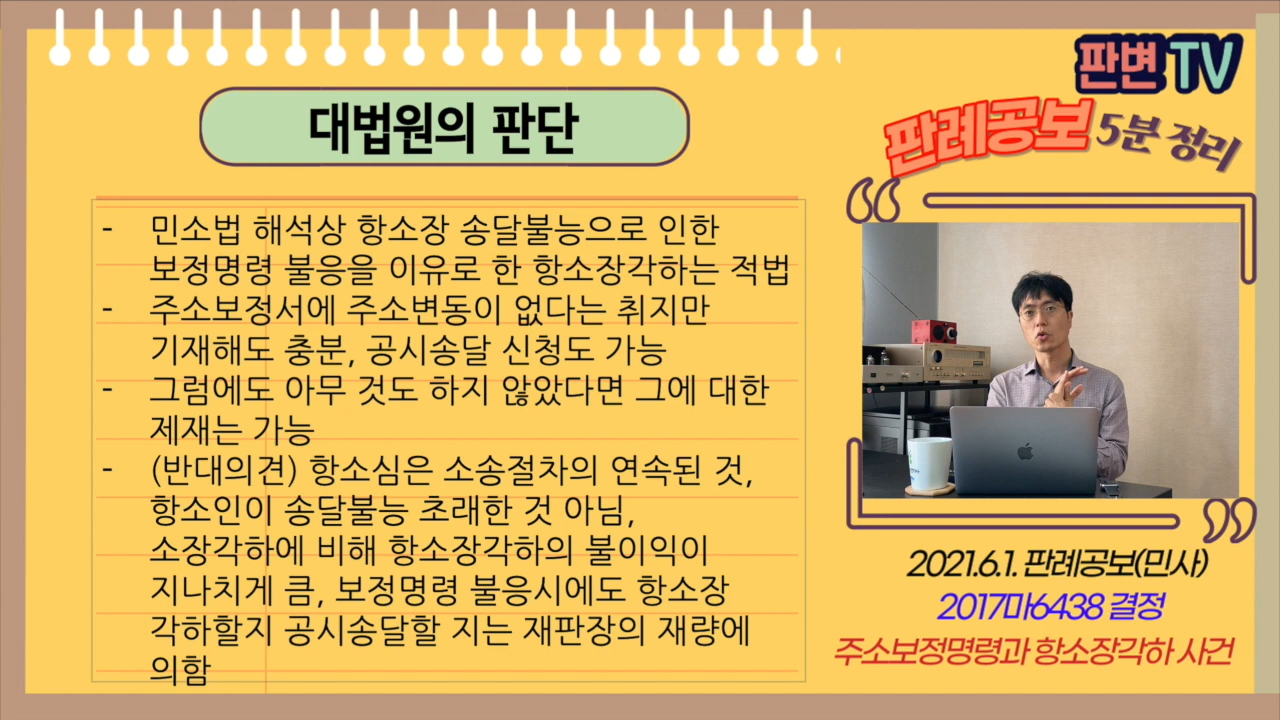 대법원의 판단
- 민소법 해석상 항소장 송달불능으로 인한
보정명령 불응을 이유로 한 항소장각하는 적법
- 주소보정서에 주소변동이 없다는 취지만
기재해도 충분, 공시송달 신청도 가능
- 그럼에도 아무 것도 하지 않았다면 그에 대한
제재는 가능
- (반대의견) 항소심은 소송절차의 연속된 것,
항소인이 송달불능 초래한 것 아님,
소장각하에 비해 항소장각하의 불이익이
지나치게 큼, 보정명령 불응시에도 항소장
각하할지 공시송달할 지는 재판장의 재량에
의함
판변 TV
판례공보 5분 정리
2021.6.1. 판례공보(민사)
2017마6438 결정
주소보정명령과 항소장각하 사건